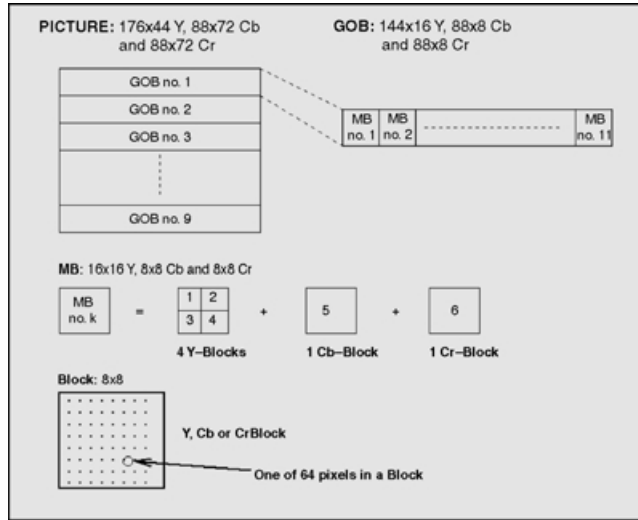 PICTURE: 176x44 Y, 88x72 Cb
and 88x72 Cr
GOB: 144x16 Y, 88x8 Cb
and 88x8 Cr
GOB no. 1
GOB no. 2
GOB no. 3
GOB no. 9
MB
no. 1
MB
no. 2
MB
no. 11
MB: 16x16 Y, 8x8 Cb and 8x8 Cr
MB
no. k
=
1 2
3 4
+
5
+
6
4 Y-Blocks
1 Cb-Block
1 Cr-Block
Block: 8x8
Y, Cb or CrBlock
One of 64 pixels in a Block